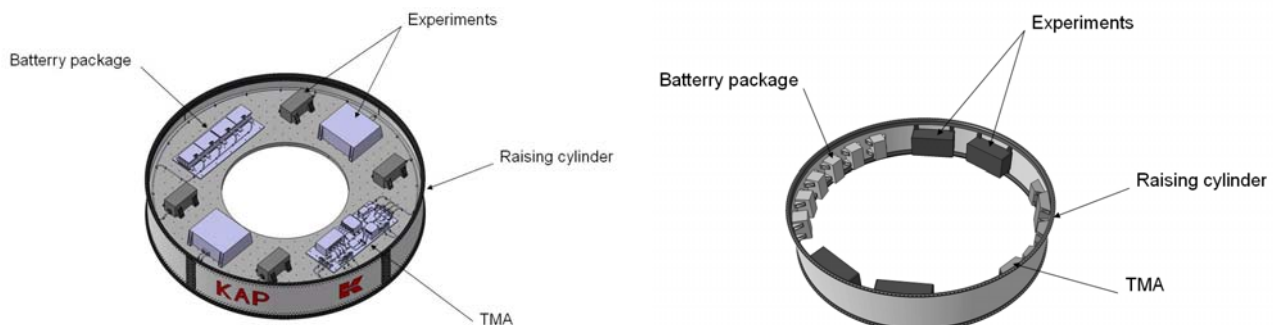 Experiments
Batterry package
Raising cylinder
KAP K
TMA
Experiments
Batterry package
Raising cylinder
TMA